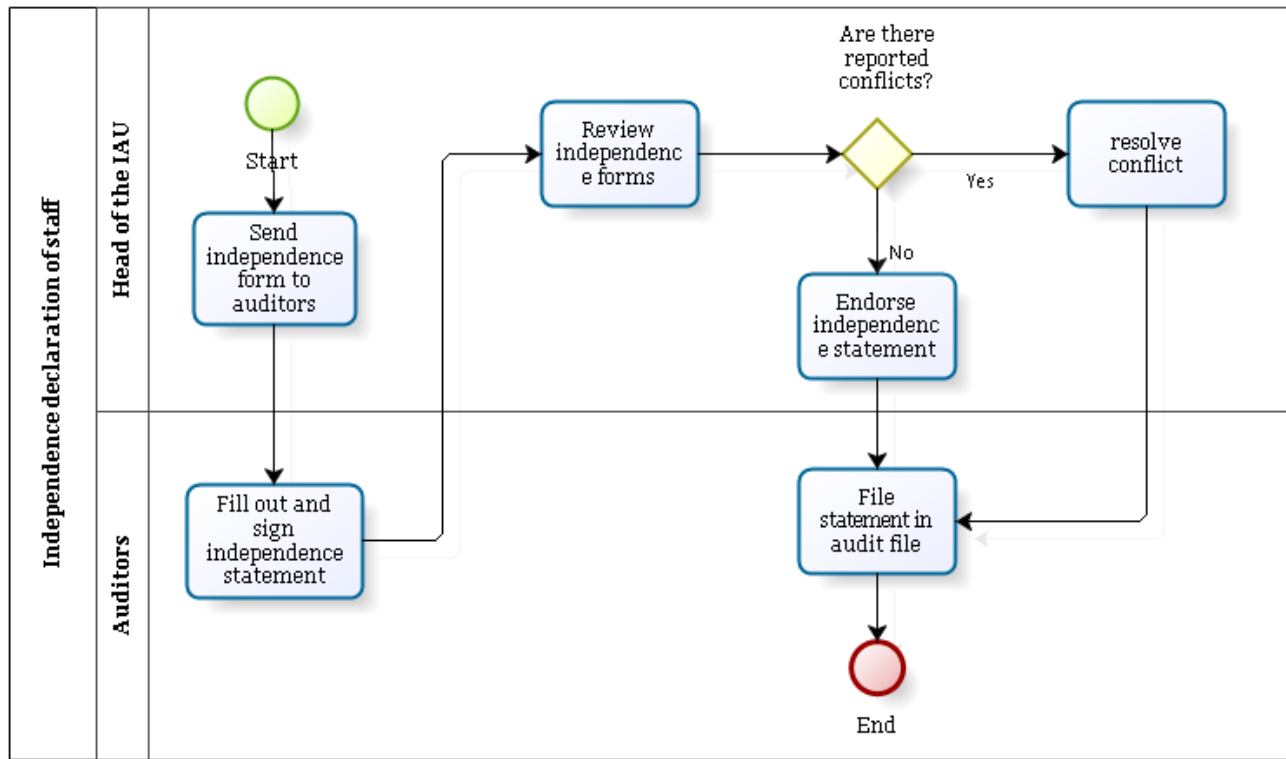 Independence declaration of staff
Head of the IAU
Auditors
Start
Send
independence
form to
auditors
Fill out and
sign
independence
statement
Review
independenc
e forms
Are there
reported
conflicts?
Yes
resolve
conflict
No
Endorse
independenc
e statement
File
statement in
audit file
End